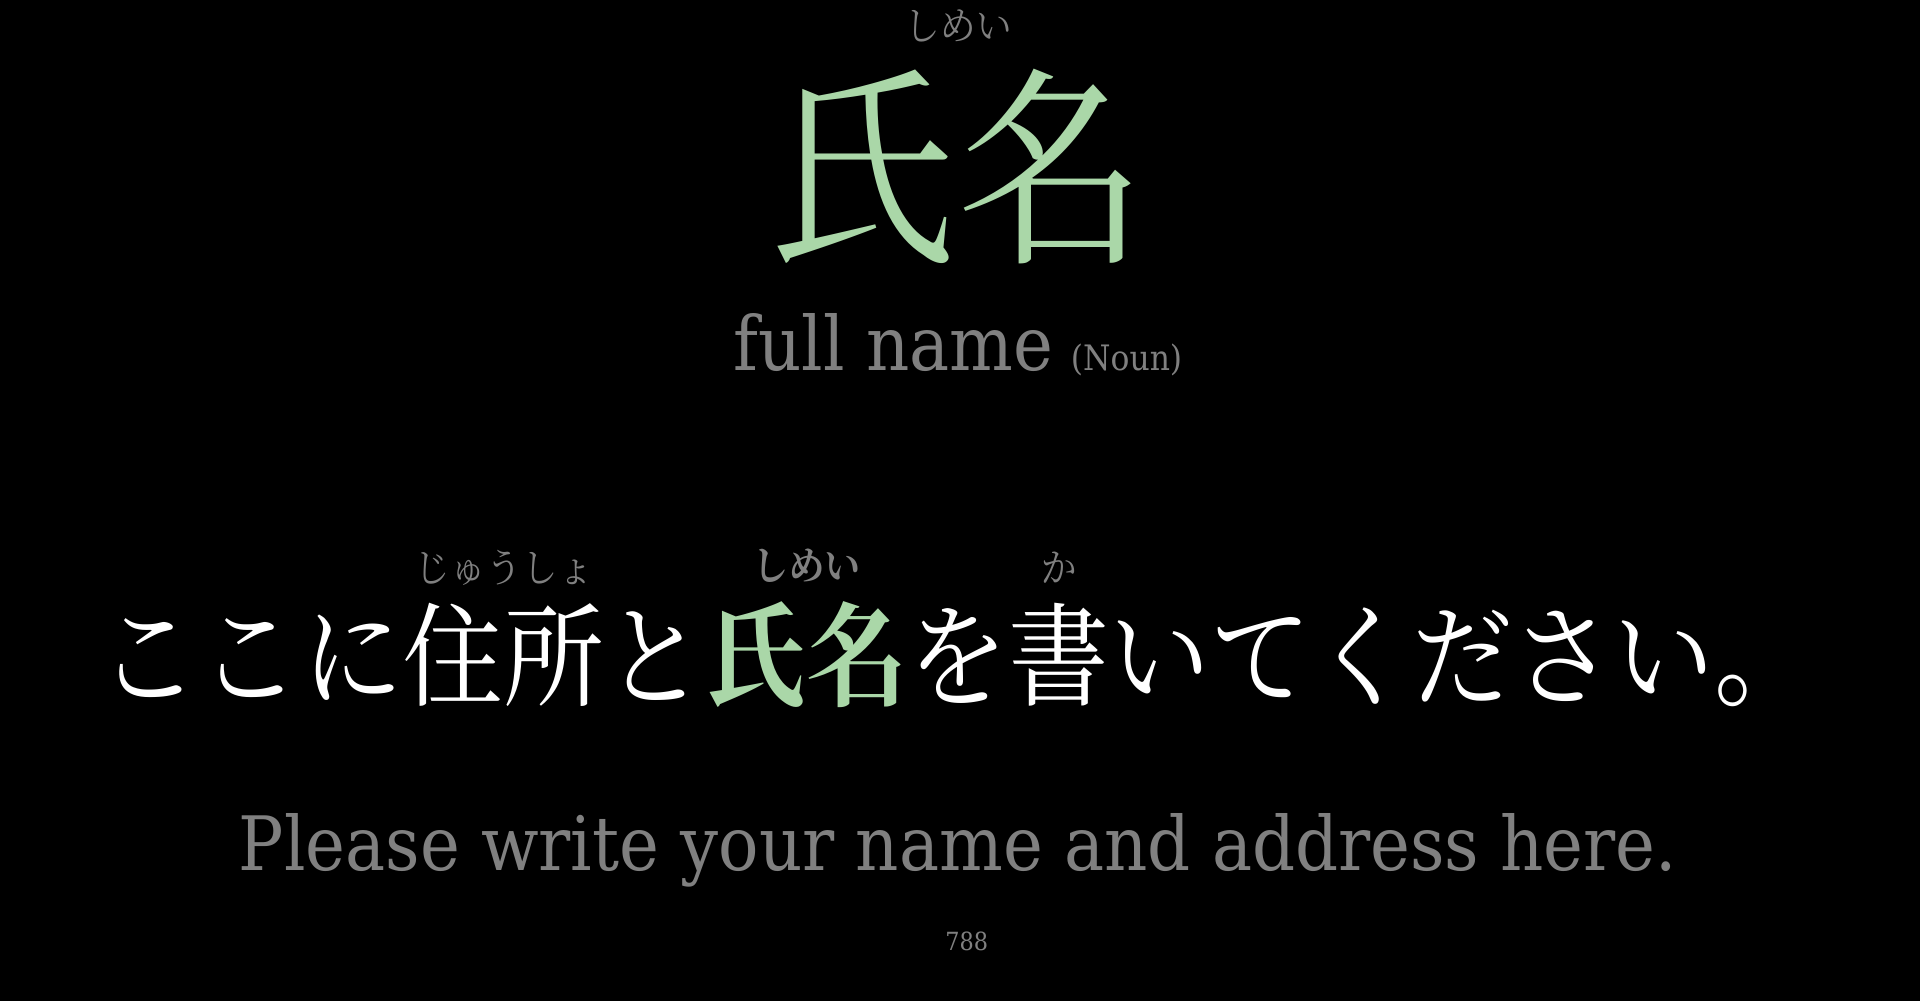 しめい
氏名
full name (Noun)
じゅうしょ しめい か
ここに住所と氏名を書いてください。
Please write your name and address here.
788